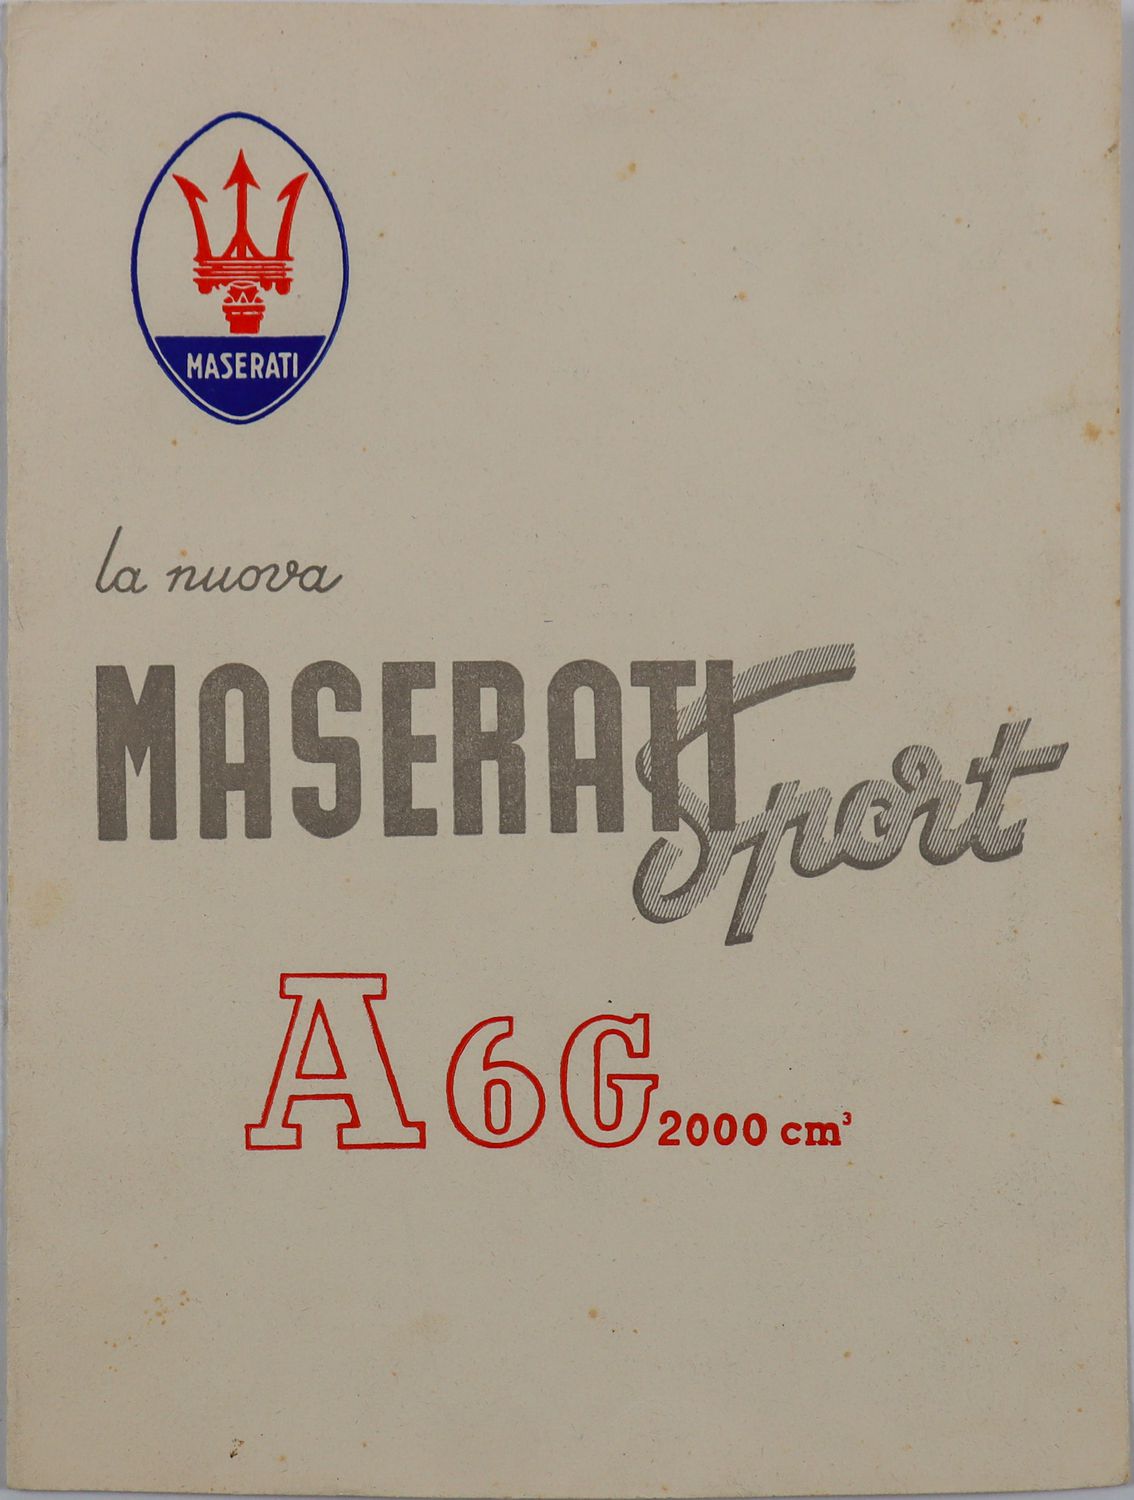 MASERATI
la nuova
MASERATI Sport
A6G 2000 cm³